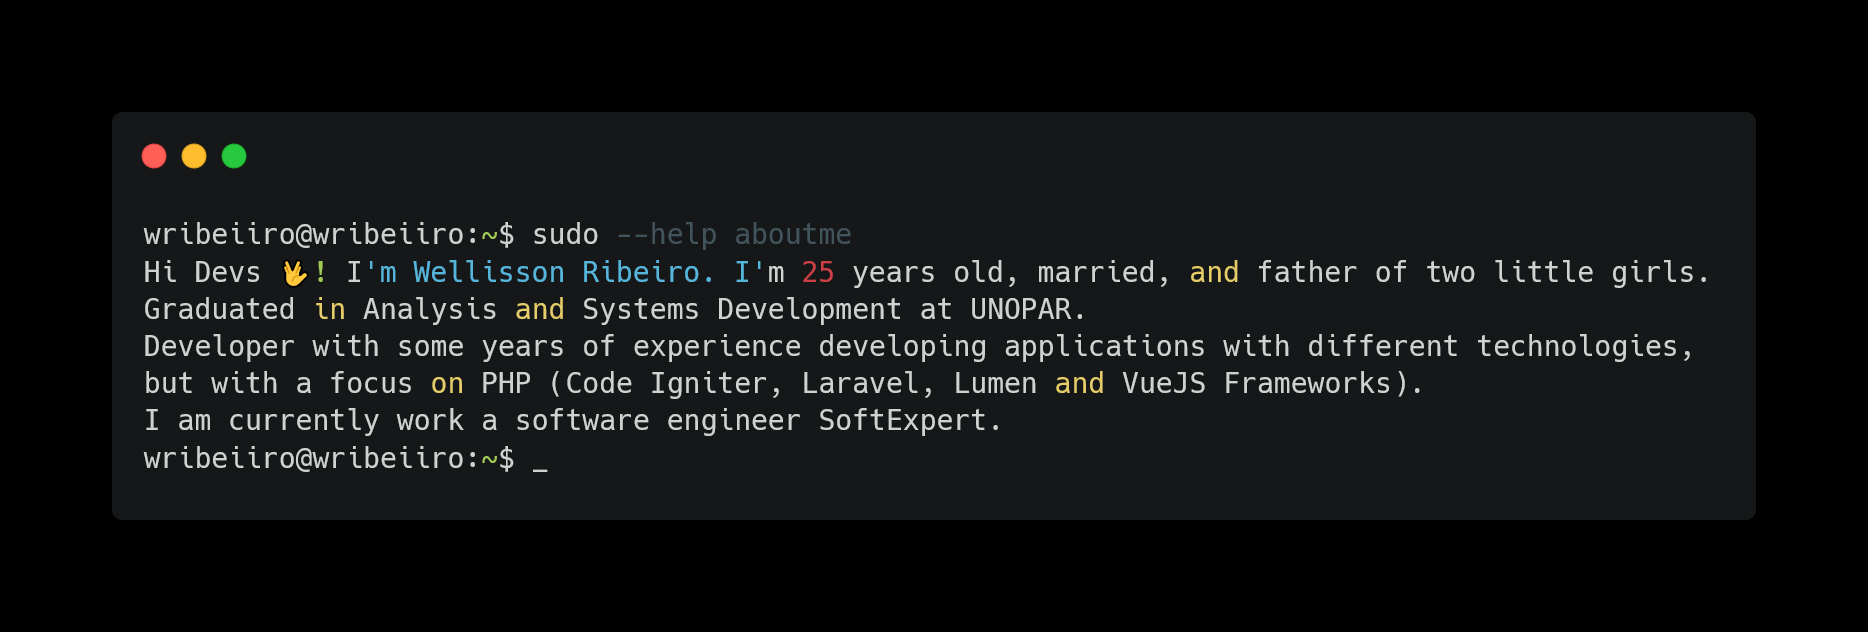 wribeiiro@wribeiiro:~$ sudo --help aboutme
Hi Devs 🖖! I'm Wellisson Ribeiro. I'm 25 years old, married, and father of two little girls.
Graduated in Analysis and Systems Development at UNOPAR.
Developer with some years of experience developing applications with different technologies,
but with a focus on PHP (Code Igniter, Laravel, Lumen and VueJS Frameworks).
I am currently work a software engineer SoftExpert.
wribeiiro@wribeiiro:~$ _